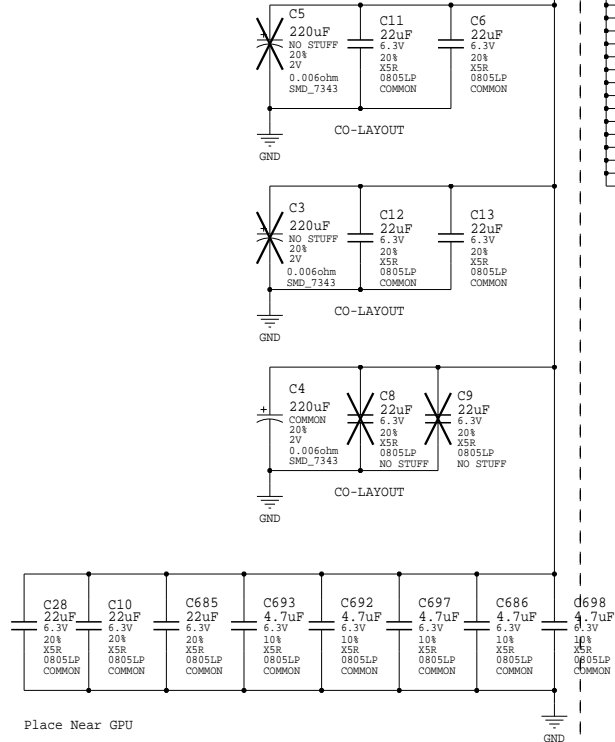 C5
220uF
NO STUFF
20%
2V
0.006ohm
SMD_7343
C11
22uF
6.3V
20%
X5R
0805LP
COMMON
C6
22uF
6.3V
20%
X5R
0805LP
COMMON
CO-LAYOUT
GND
C3
220uF
NO STUFF
20%
2V
0.006ohm
SMD_7343
C12
22uF
6.3V
20%
X5R
0805LP
COMMON
C13
22uF
6.3V
20%
X5R
0805LP
COMMON
CO-LAYOUT
GND
C4
220uF
COMMON
20%
2V
0.006ohm
SMD_7343
C8
22uF
6.3V
20%
X5R
0805LP
NO STUFF
C9
22uF
6.3V
20%
X5R
0805LP
NO STUFF
CO-LAYOUT
GND
C28
22uF
6.3V
20%
X5R
0805LP
COMMON
C10
22uF
6.3V
20%
X5R
0805LP
COMMON
C685
22uF
6.3V
20%
X5R
0805LP
COMMON
C693
4.7uF
6.3V
10%
X5R
0805LP
COMMON
C692
4.7uF
6.3V
10%
X5R
0805LP
COMMON
C697
4.7uF
6.3V
10%
X5R
0805LP
COMMON
C686
4.7uF
6.3V
10%
X5R
0805LP
COMMON
C698
4.7uF
6.3V
10%
X5R
0805LP
COMMON
Place Near GPU
GND